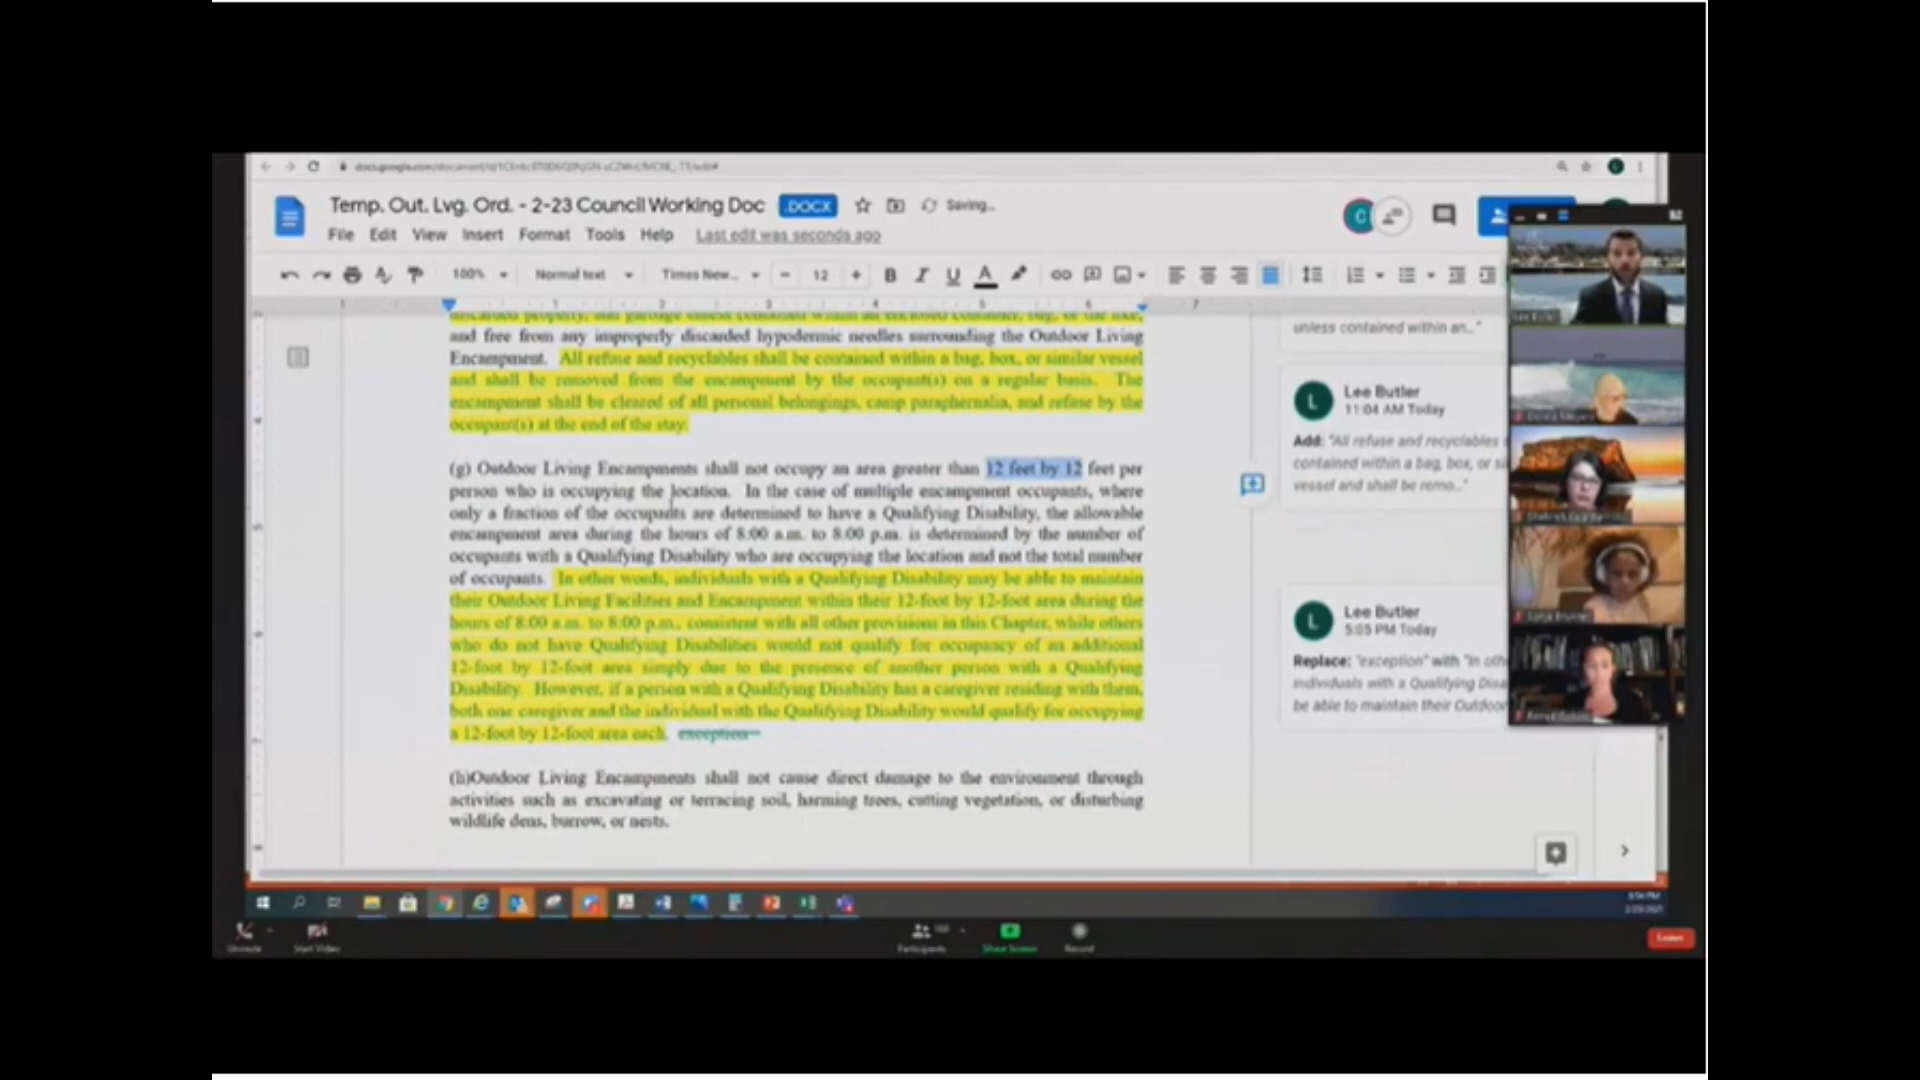 Temp. Out. Lvg. Ord. - 2-23 Council Working Doc .DOCX Saving...
File Edit View Insert Format Tools Help Last edit was seconds ago
100% Normal text Times New... - 12 + B I U A
1 1 2 3 4 5 6 7
and free from any improperly discarded hypodermic needles surrounding the Outdoor Living
Encampment. All refuse and recyclables shall be contained within a bag, box, or similar vessel
and shall be removed from the encampment by the occupant(s) on a regular basis. The
encampment shall be cleared of all personal belongings, camp paraphernalia, and refuse by the
occupant(s) at the end of the stay.
(g) Outdoor Living Encampments shall not occupy an area greater than 12 feet by 12 feet per
person who is occupying the location. In the case of multiple encampment occupants, where
only a fraction of the occupants are determined to have a Qualifying Disability, the allowable
encampment area during the hours of 8:00 a.m. to 8:00 p.m. is determined by the number of
occupants with a Qualifying Disability who are occupying the location and not the total number
of occupants. In other words, individuals with a Qualifying Disability may be able to maintain
their Outdoor Living Facilities and Encampment within their 12-foot by 12-foot area during the
hours of 8:00 a.m. to 8:00 p.m., consistent with all other provisions in this Chapter, while others
who do not have Qualifying Disabilities would not qualify for occupancy of an additional
12-foot by 12-foot area simply due to the presence of another person with a Qualifying
Disability. However, if a person with a Qualifying Disability has a caregiver residing with them,
both one caregiver and the individual with the Qualifying Disability would qualify for occupying
a 12-foot by 12-foot area each. exception
(h)Outdoor Living Encampments shall not cause direct damage to the environment through
activities such as excavating or terracing soil, harming trees, cutting vegetation, or disturbing
wildlife dens, burrow, or nests.
unless contained within an..."
L Lee Butler
11:04 AM Today
Add: "All refuse and recyclables
contained within a bag, box, or
vessel and shall be remo..."
L Lee Butler
5:05 PM Today
Replace: "exception" with "In
individuals with a Qualifying
be able to maintain their
C
Unmute Start Video Participants Share Screen Record Leave